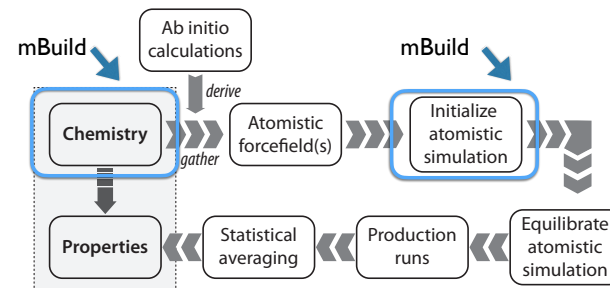 mBuild
Ab initio
calculations
mBuild
derive
Chemistry
gather
Atomistic
forcefield(s)
Initialize
atomistic
simulation
Properties
Statistical
averaging
Production
runs
Equilibrate
atomistic
simulation